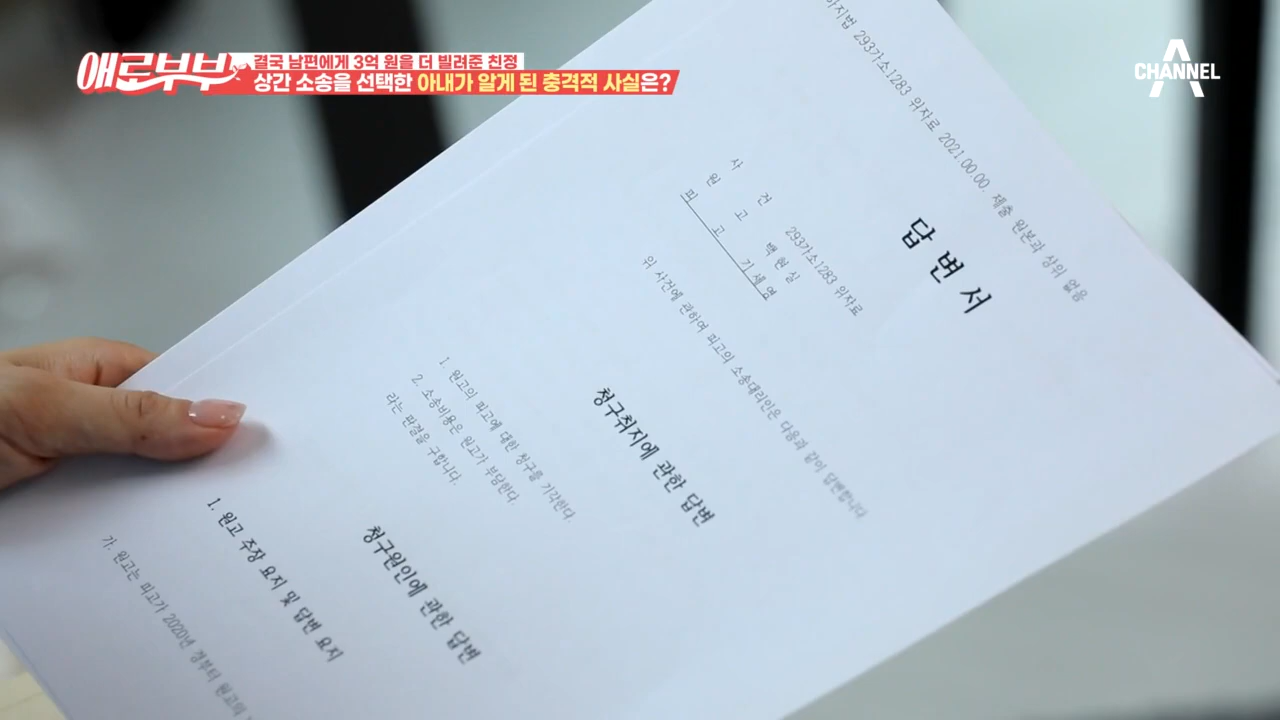 애로부부
결국 남편에게 3억 원을 더 빌려준 친정
상간 소송을 선택한 아내가 알게 된 충격적 사실은?
CHANNEL A
하지법 293가소1283 위자료 2021.00.00. 제출 원본과 상위 없음
답 변 서
사 건 293가소1283 위자료
원 고 백현실
피 고 기세염
위 사건에 관하여 피고의 소송대리인은 다음과 같이 답변합니다
청구취지에 관한 답변
1. 원고의 피고에 대한 청구를 기각한다.
2. 소송비용은 원고가 부담한다.
라는 판결을 구합니다.
청구원인에 관한 답변
1. 원고 주장 요지 및 답변 요지
가. 원고는 피고가 2020년 경부터 원고의